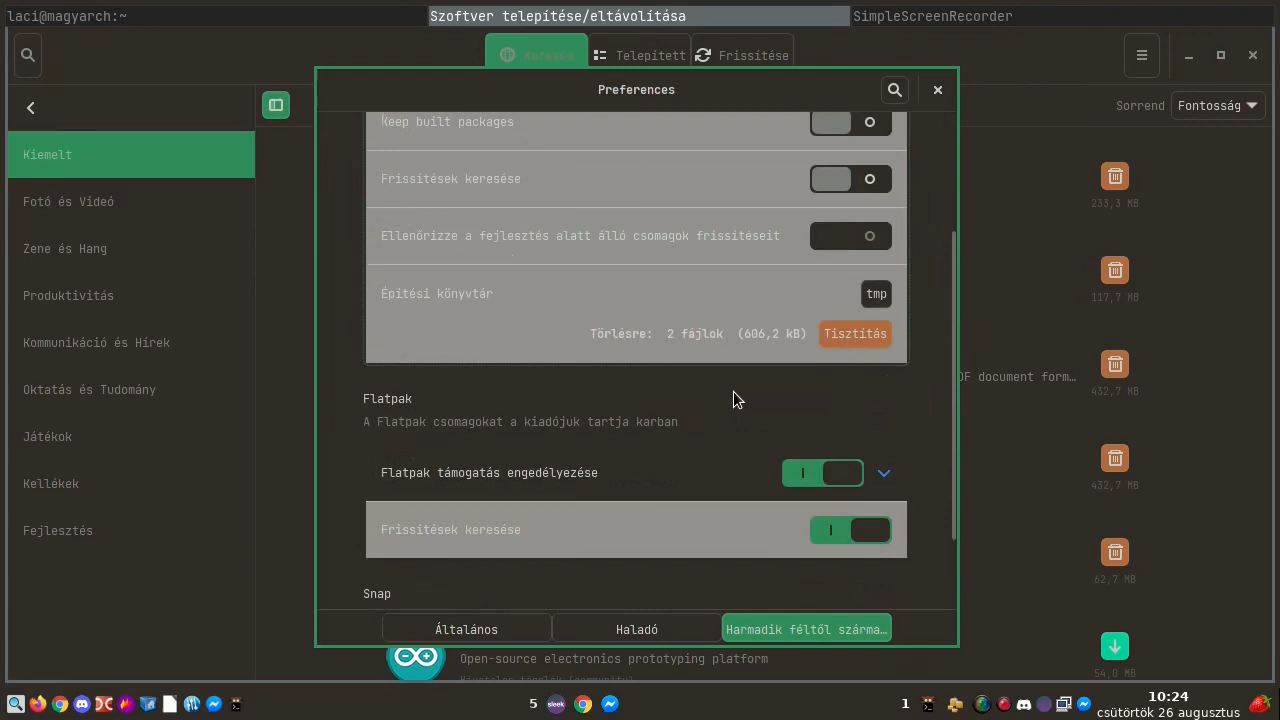 laci@magyarch:~
Szoftver telepítése/eltávolítása
SimpleScreenRecorder
Telepített
Frissítése
Preferences
Sorrend
Fontosság
Kiemelt
Fotó és Videó
Zene és Hang
Produktivitás
Kommunikáció és Hírek
Oktatás és Tudomány
Játékok
Kellékek
Fejlesztés
Keep built packages
Frissítések keresése
Ellenőrizze a fejlesztés alatt álló csomagok frissítéseit
Építési könyvtár
tmp
Törlésre: 2 fájlok (606,2 kB)
Tisztítás
Flatpak
A Flatpak csomagokat a kiadójuk tartja karban
Flatpak támogatás engedélyezése
Frissítések keresése
Snap
Általános
Haladó
Harmadik féltől szárma…
233,3 MB
117,7 MB
DF document form…
432,7 MB
432,7 MB
62,7 MB
54,0 MB
Open-source electronics prototyping platform
5
sleek
1
10:24
csütörtök 26 augusztus